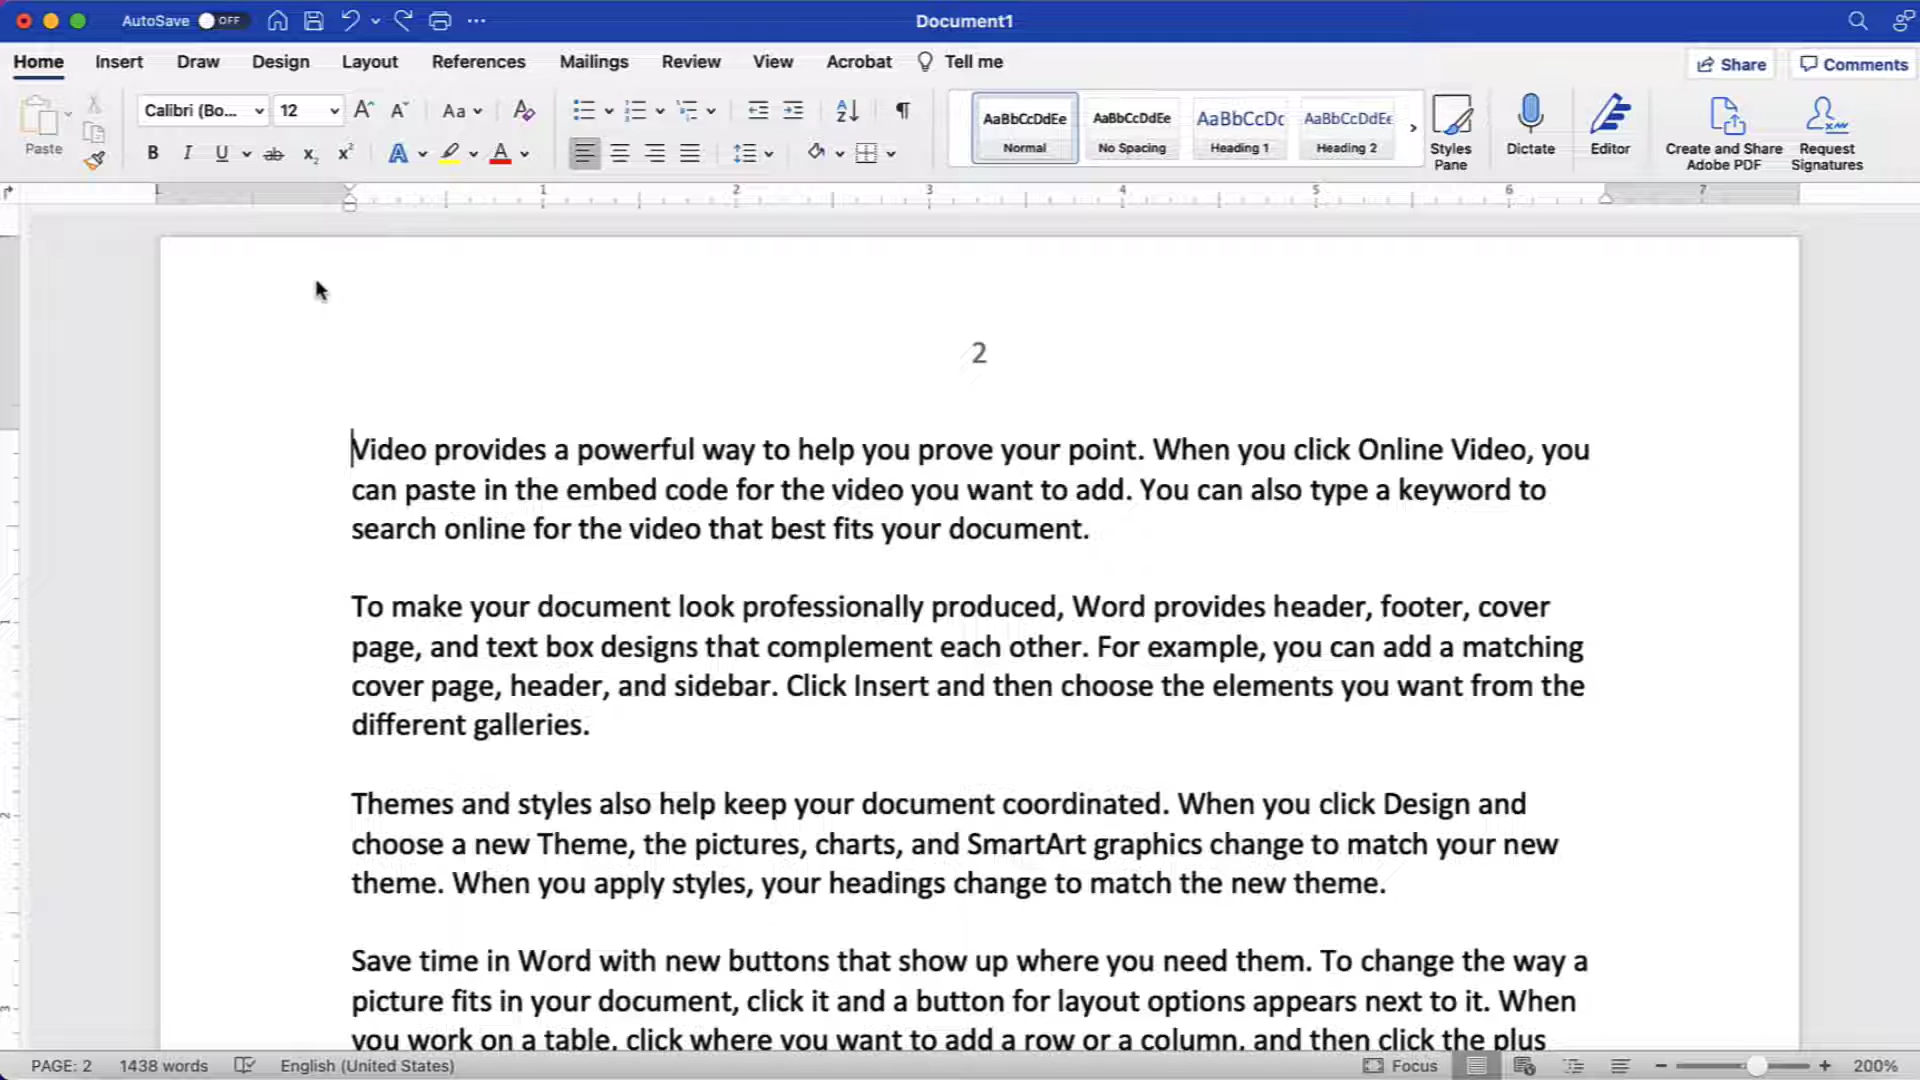 AutoSave OFF Document1
Home Insert Draw Design Layout References Mailings Review View Acrobat Tell me Share Comments
Paste Calibri (Bo... 12 Aa
AaBbCcDdEe AaBbCcDdEe AaBbCcDc AaBbCcDdEe
Normal No Spacing Heading 1 Heading 2
Styles Pane Dictate Editor Create and Share Adobe PDF Request Signatures
1 2 3 4 5 6 7
2
Video provides a powerful way to help you prove your point. When you click Online Video, you
can paste in the embed code for the video you want to add. You can also type a keyword to
search online for the video that best fits your document.
To make your document look professionally produced, Word provides header, footer, cover
page, and text box designs that complement each other. For example, you can add a matching
cover page, header, and sidebar. Click Insert and then choose the elements you want from the
different galleries.
Themes and styles also help keep your document coordinated. When you click Design and
choose a new Theme, the pictures, charts, and SmartArt graphics change to match your new
theme. When you apply styles, your headings change to match the new theme.
Save time in Word with new buttons that show up where you need them. To change the way a
picture fits in your document, click it and a button for layout options appears next to it. When
you work on a table, click where you want to add a row or a column, and then click the plus
PAGE: 2 1438 words English (United States) Focus 200%